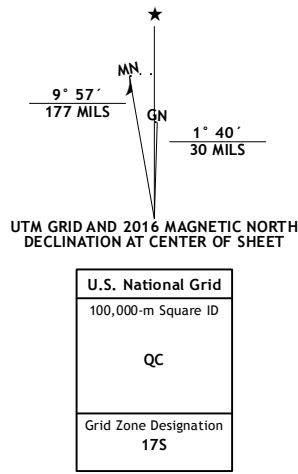 MN
9° 57´
177 MILS
GN
1° 40´
30 MILS
UTM GRID AND 2016 MAGNETIC NORTH
DECLINATION AT CENTER OF SHEET
U.S. National Grid
100,000-m Square ID
QC
Grid Zone Designation
17S